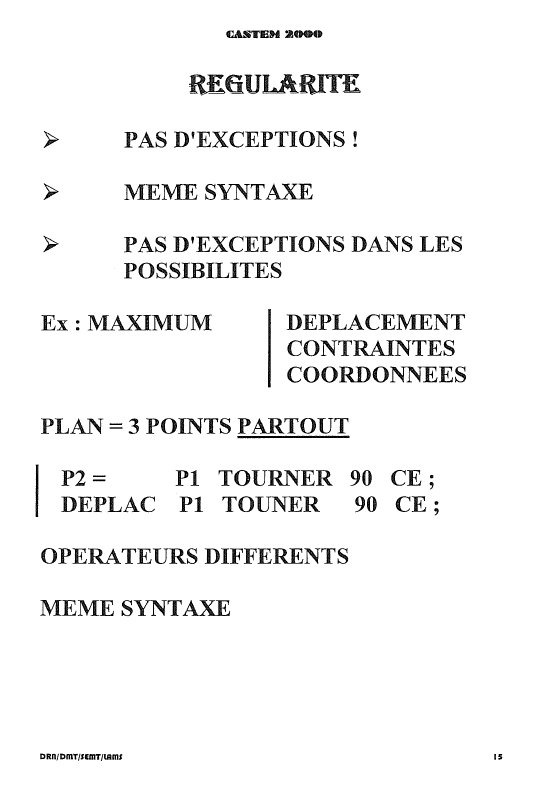 CASTEM 2000
REGULARITE
➢ PAS D'EXCEPTIONS !
➢ MEME SYNTAXE
➢ PAS D'EXCEPTIONS DANS LES
POSSIBILITES
Ex : MAXIMUM DEPLACEMENT
CONTRAINTES
COORDONNEES
PLAN = 3 POINTS PARTOUT
P2 = P1 TOURNER 90 CE ;
DEPLAC P1 TOUNER 90 CE ;
OPERATEURS DIFFERENTS
MEME SYNTAXE
DRN/DMT/SEMT/LAMS 15